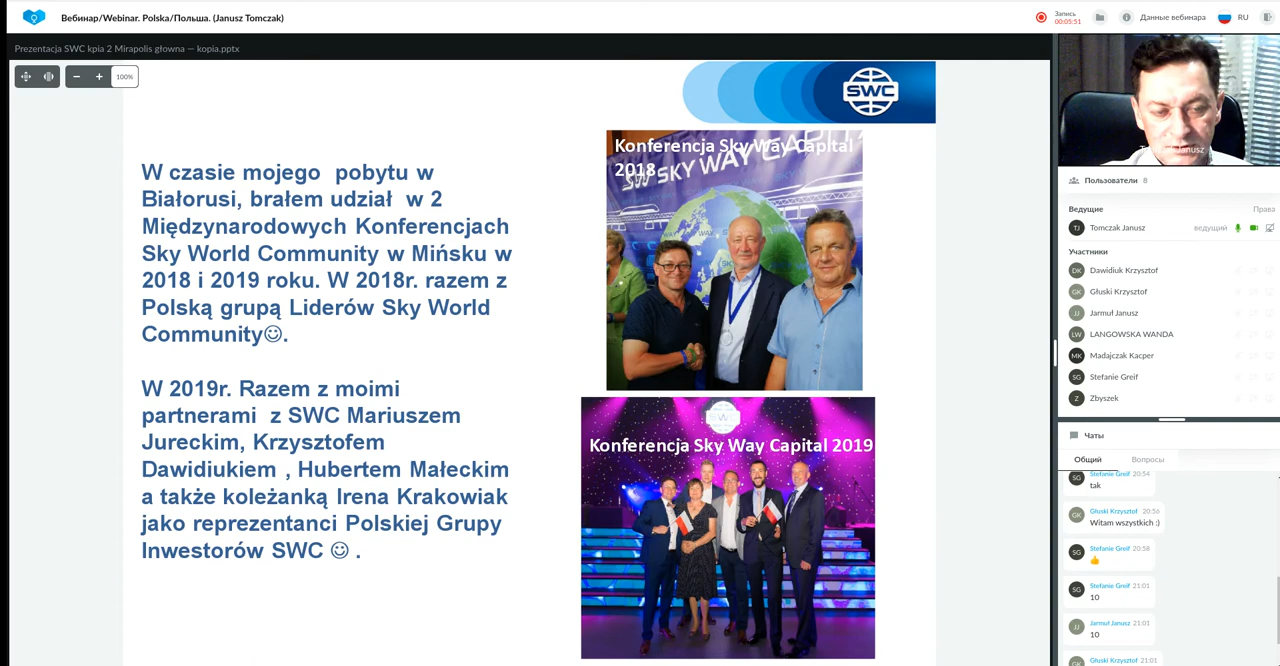 Вебинар/Webinar. Polska/Польша. (Janusz Tomczak)
Запись
00:05:51
Данные вебинара
RU
Prezentacja SWC kpia 2 Mirapolis głowna — kopia.pptx
100%
SWC
W czasie mojego pobytu w
Białorusi, brałem udział w 2
Międzynarodowych Konferencjach
Sky World Community w Mińsku w
2018 i 2019 roku. W 2018r. razem z
Polską grupą Liderów Sky World
Community☺.
W 2019r. Razem z moimi
partnerami z SWC Mariuszem
Jureckim, Krzysztofem
Dawidiukiem , Hubertem Małeckim
a także koleżanką Irena Krakowiak
jako reprezentanci Polskiej Grupy
Inwestorów SWC ☺ .
Konferencja Sky Way Capital
2018
SKY WAY CAPITAL
Konferencja Sky Way Capital 2019
Tomczak Janusz
Пользователи 8
Ведущие
Права
TJ Tomczak Janusz ведущий
Участники
DK Dawidiuk Krzysztof
GK Głuski Krzysztof
JJ Jarmuł Janusz
LW LANGOWSKA WANDA
MK Madajczak Kacper
SG Stefanie Greif
Z Zbyszek
Чаты
Общий
Вопросы
SG Stefanie Greif 20:54
tak
GK Głuski Krzysztof 20:56
Witam wszystkich :)
SG Stefanie Greif 20:58
👍
SG Stefanie Greif 21:01
10
JJ Jarmuł Janusz 21:01
10
GK Głuski Krzysztof 21:01